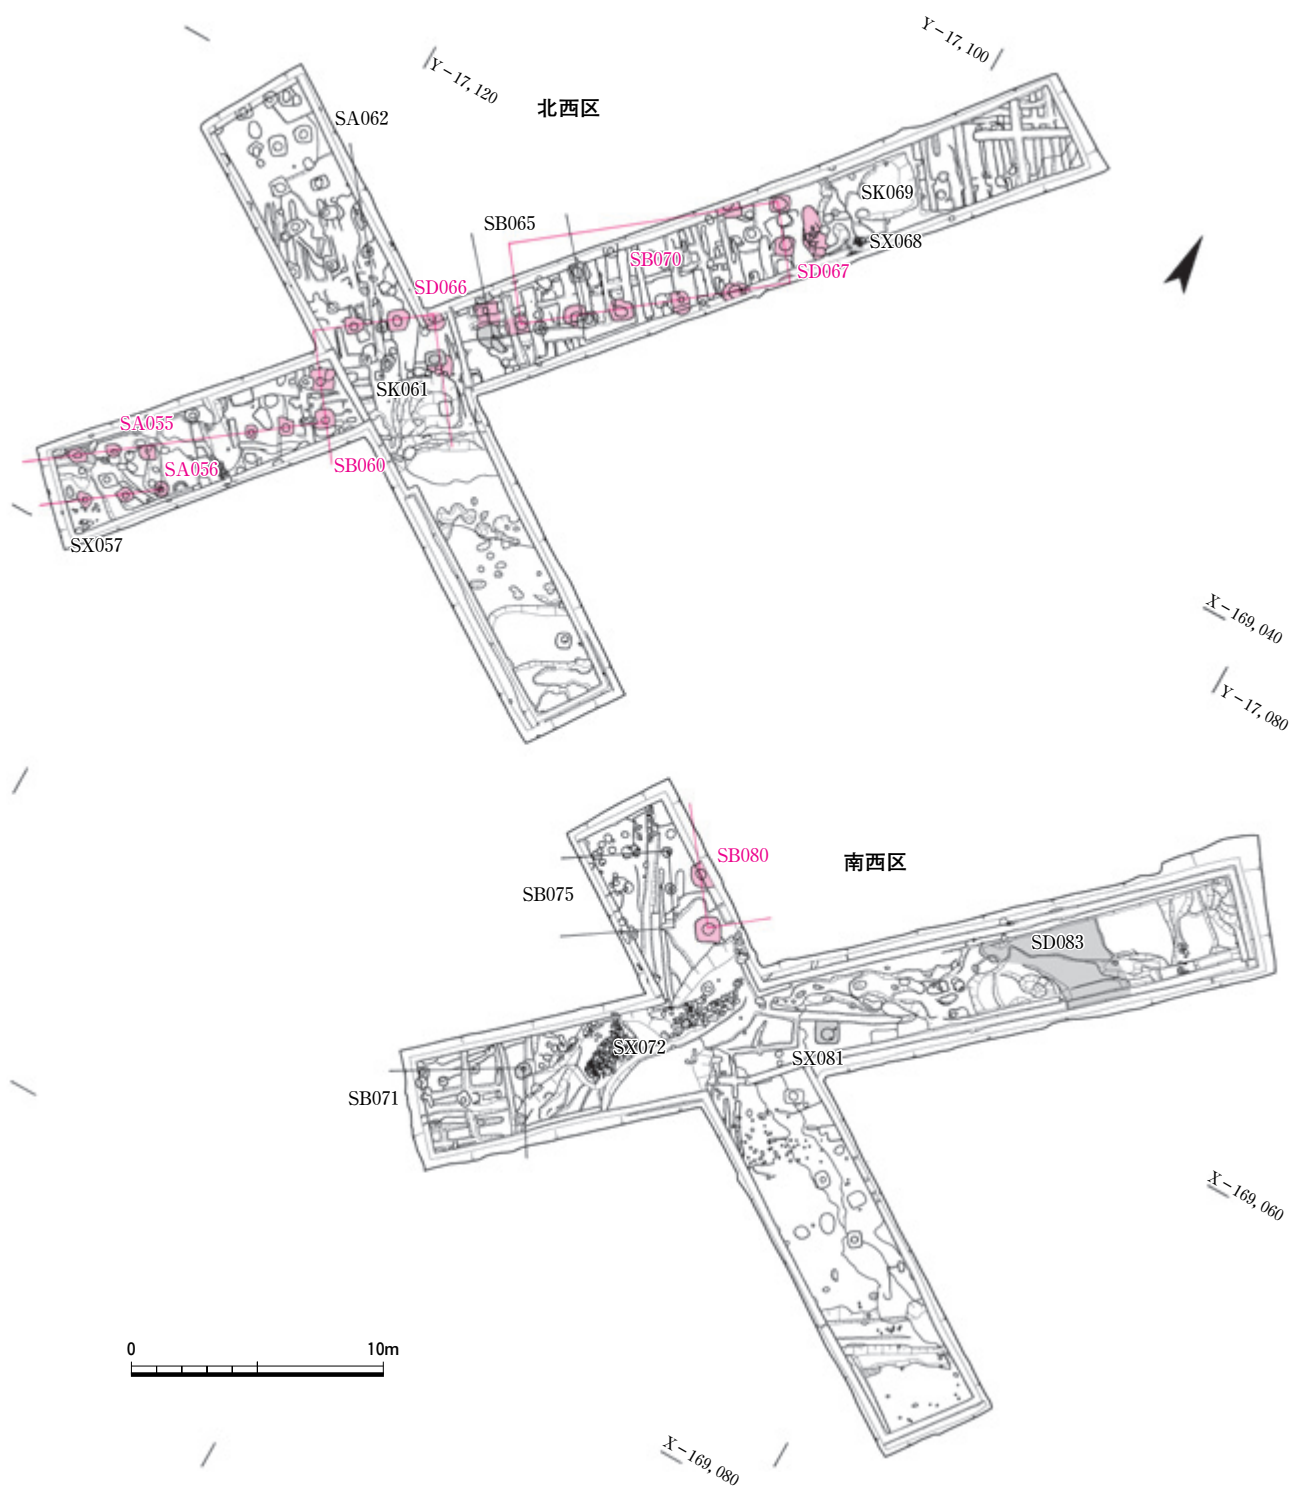 Y－17,100
Y－17,120
北西区
SA062
SK069
SB065
SX068
SB070
SD067
SD066
SK061
SA055
SA056
SB060
SX057
X－169,040
Y－17,080
SB080
南西区
SB075
SD083
SX072
SX081
SB071
X－169,060
0 10m
X－169,080